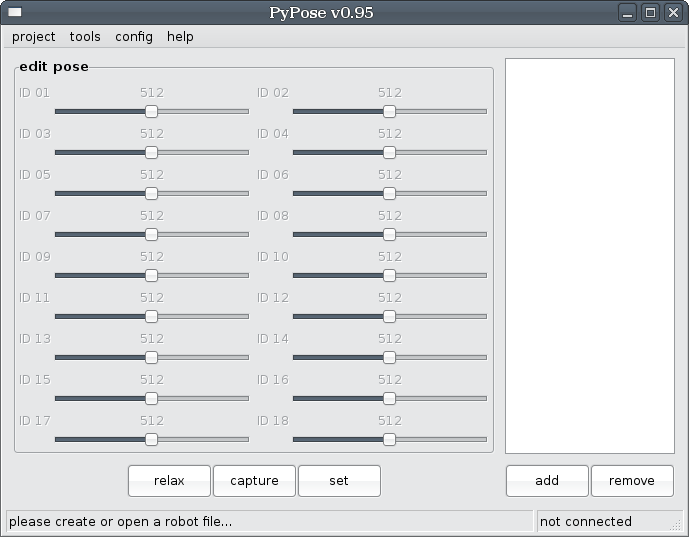 PyPose v0.95
project tools config help
edit pose
ID 01 512 ID 02 512
ID 03 512 ID 04 512
ID 05 512 ID 06 512
ID 07 512 ID 08 512
ID 09 512 ID 10 512
ID 11 512 ID 12 512
ID 13 512 ID 14 512
ID 15 512 ID 16 512
ID 17 512 ID 18 512
relax capture set add remove
please create or open a robot file... not connected